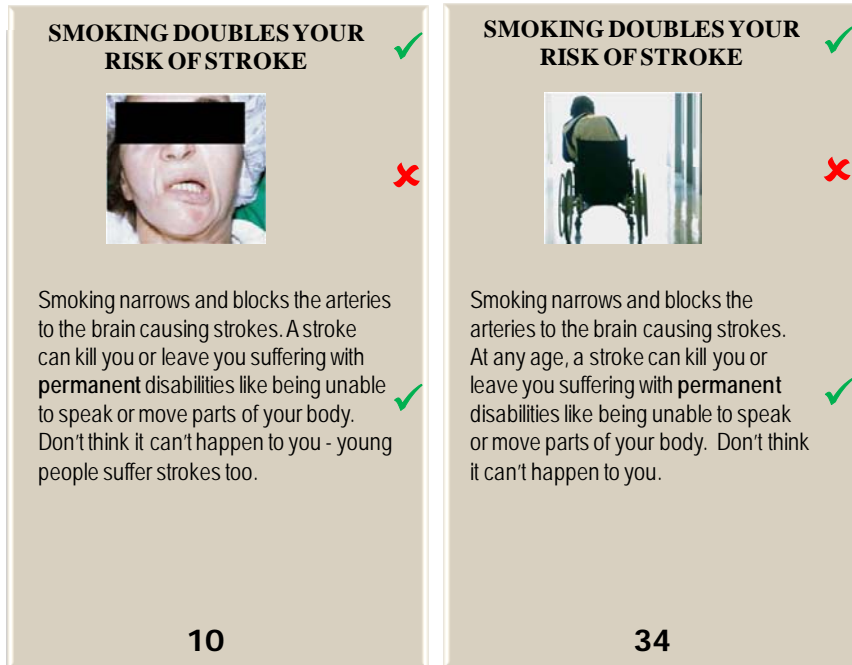 SMOKING DOUBLES YOUR
RISK OF STROKE
Smoking narrows and blocks the arteries
to the brain causing strokes. A stroke
can kill you or leave you suffering with
permanent disabilities like being unable
to speak or move parts of your body.
Don't think it can't happen to you - young
people suffer strokes too.
10
SMOKING DOUBLES YOUR
RISK OF STROKE
Smoking narrows and blocks the
arteries to the brain causing strokes.
At any age, a stroke can kill you or
leave you suffering with permanent
disabilities like being unable to speak
or move parts of your body. Don't think
it can't happen to you.
34